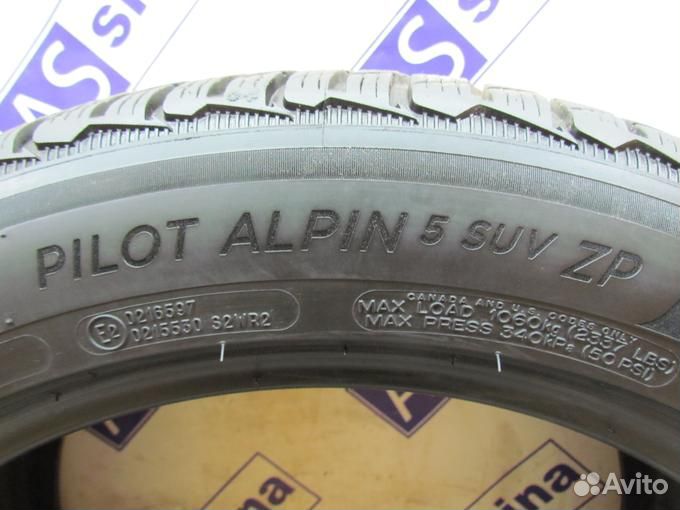 PILOT ALPIN 5 SUV ZP
E2 0216597
0215530 S2WR2
CANADA AND U.S. CODES ONLY
MAX LOAD 1060kg (233 LBS)
MAX PRESS 340kPa (50 PSI)
Avito